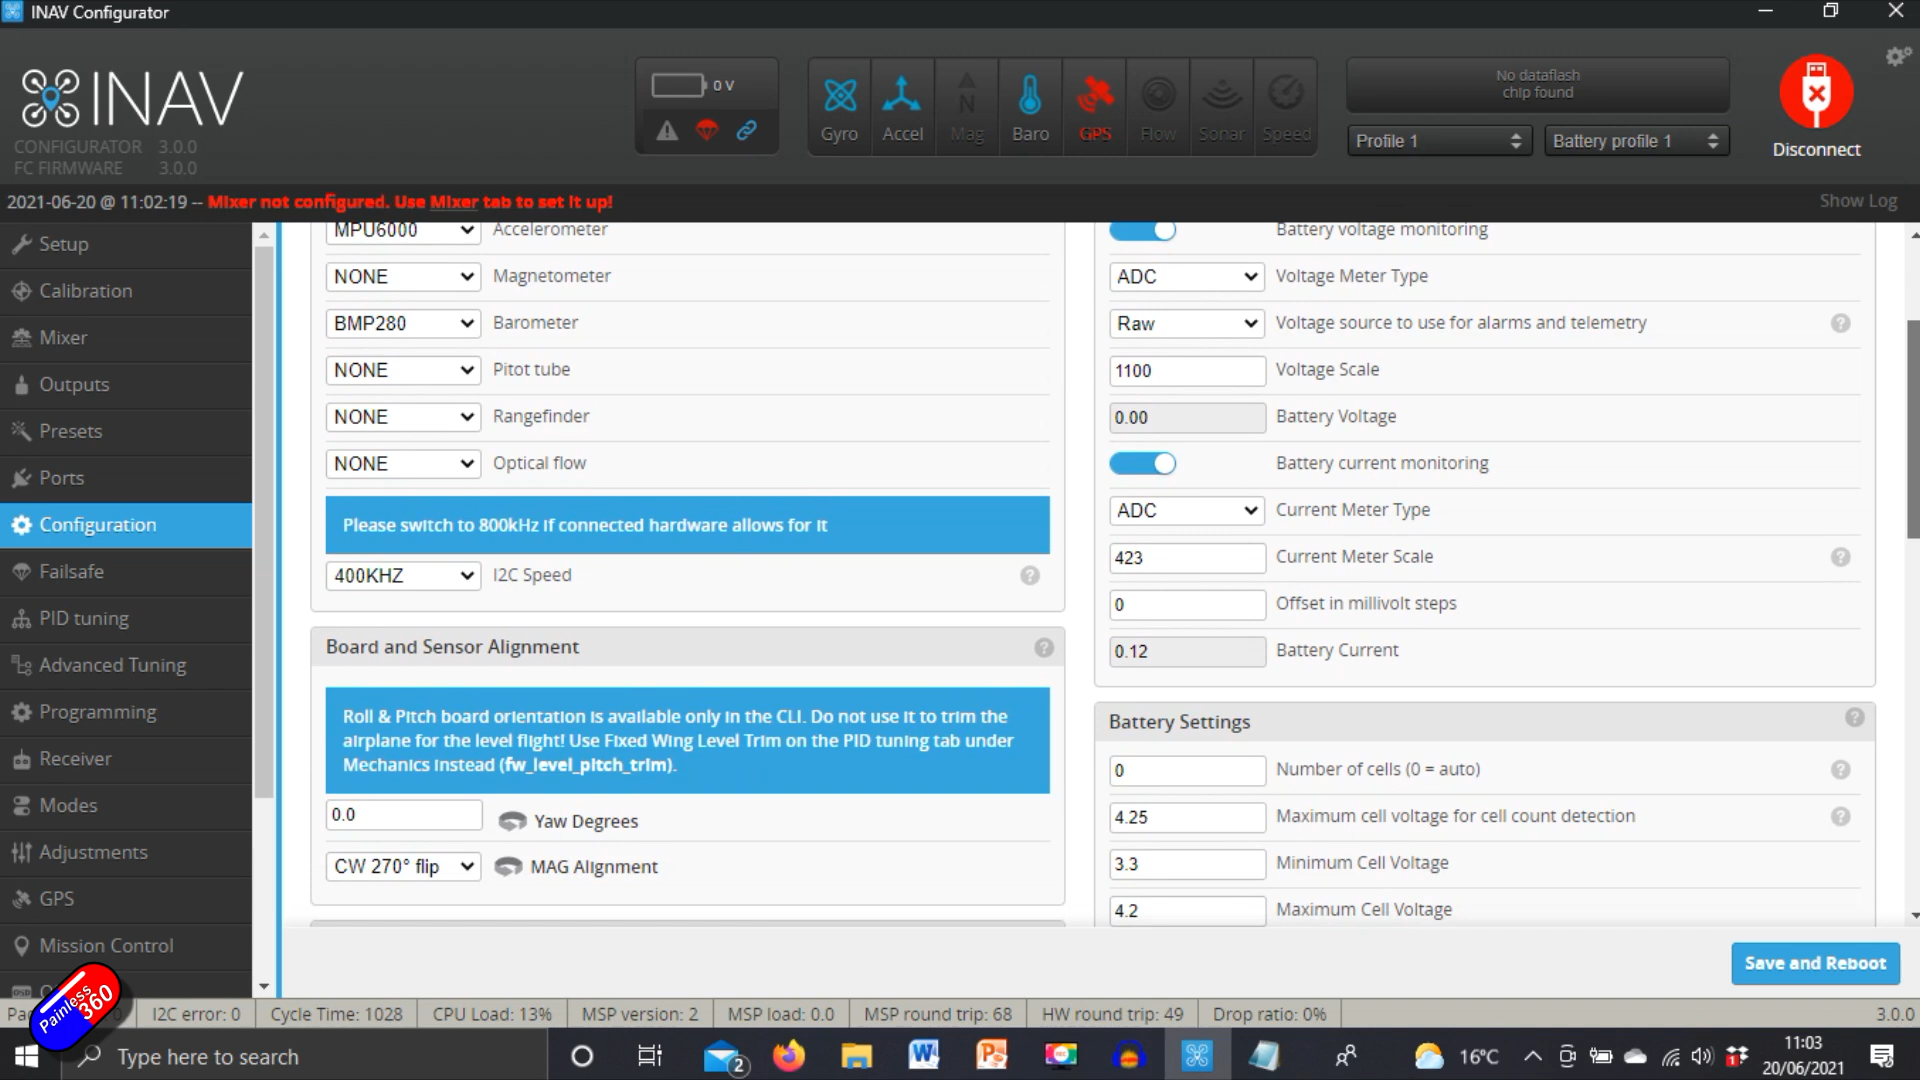 INAV Configurator
INAV
CONFIGURATOR 3.0.0
FC FIRMWARE 3.0.0
0 V
Gyro
Accel
Mag
Baro
GPS
Flow
Sonar
Speed
No dataflash
chip found
Profile 1
Battery profile 1
Disconnect
2021-06-20 @ 11:02:19 -- Mixer not configured. Use Mixer tab to set it up!
Show Log
Setup
Calibration
Mixer
Outputs
Presets
Ports
Configuration
Failsafe
PID tuning
Advanced Tuning
Programming
Receiver
Modes
Adjustments
GPS
Mission Control
MPU6000 Accelerometer
NONE Magnetometer
BMP280 Barometer
NONE Pitot tube
NONE Rangefinder
NONE Optical flow
Please switch to 800kHz if connected hardware allows for it
400KHZ I2C Speed
Board and Sensor Alignment
Roll & Pitch board orientation is available only in the CLI. Do not use it to trim the
airplane for the level flight! Use Fixed Wing Level Trim on the PID tuning tab under
Mechanics instead (fw_level_pitch_trim).
0.0 Yaw Degrees
CW 270° flip MAG Alignment
Battery voltage monitoring
ADC Voltage Meter Type
Raw Voltage source to use for alarms and telemetry
1100 Voltage Scale
0.00 Battery Voltage
Battery current monitoring
ADC Current Meter Type
423 Current Meter Scale
0 Offset in millivolt steps
0.12 Battery Current
Battery Settings
0 Number of cells (0 = auto)
4.25 Maximum cell voltage for cell count detection
3.3 Minimum Cell Voltage
4.2 Maximum Cell Voltage
Save and Reboot
Painless
360
I2C error: 0
Cycle Time: 1028
CPU Load: 13%
MSP version: 2
MSP load: 0.0
MSP round trip: 68
HW round trip: 49
Drop ratio: 0%
3.0.0
Type here to search
2
16°C
11:03
20/06/2021